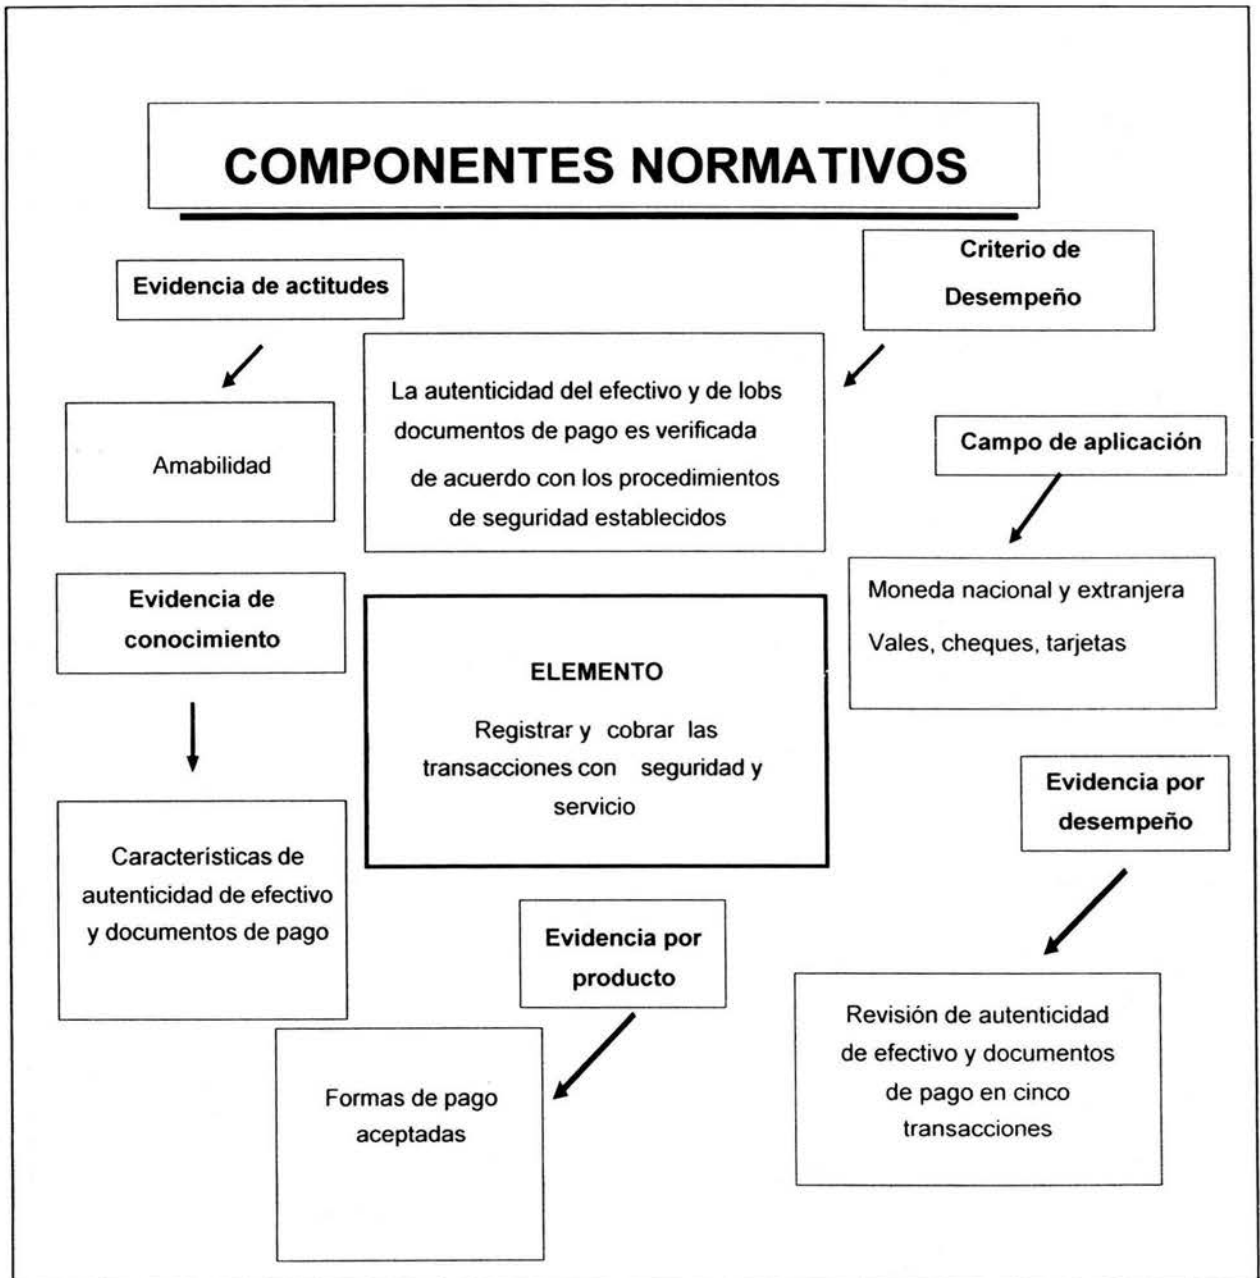 COMPONENTES NORMATIVOS
Evidencia de actitudes
Amabilidad
Criterio de
Desempeño
La autenticidad del efectivo y de lobs
documentos de pago es verificada
de acuerdo con los procedimientos
de seguridad establecidos
Campo de aplicación
Moneda nacional y extranjera
Vales, cheques, tarjetas
Evidencia de
conocimiento
Características de
autenticidad de efectivo
y documentos de pago
ELEMENTO
Registrar y cobrar las
transacciones con seguridad y
servicio
Evidencia por
desempeño
Revisión de autenticidad
de efectivo y documentos
de pago en cinco
transacciones
Evidencia por
producto
Formas de pago
aceptadas